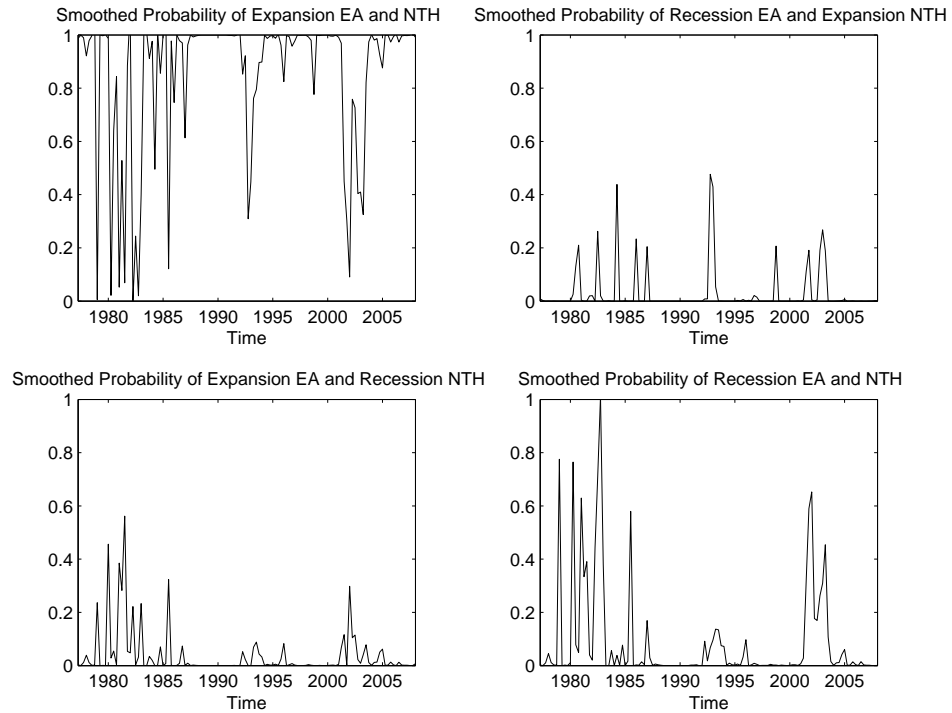 Smoothed Probability of Expansion EA and NTH
1
0.8
0.6
0.4
0.2
0
1980 1985 1990 1995 2000 2005
Time
Smoothed Probability of Recession EA and Expansion NTH
1
0.8
0.6
0.4
0.2
0
1980 1985 1990 1995 2000 2005
Time
Smoothed Probability of Expansion EA and Recession NTH
1
0.8
0.6
0.4
0.2
0
1980 1985 1990 1995 2000 2005
Time
Smoothed Probability of Recession EA and NTH
1
0.8
0.6
0.4
0.2
0
1980 1985 1990 1995 2000 2005
Time